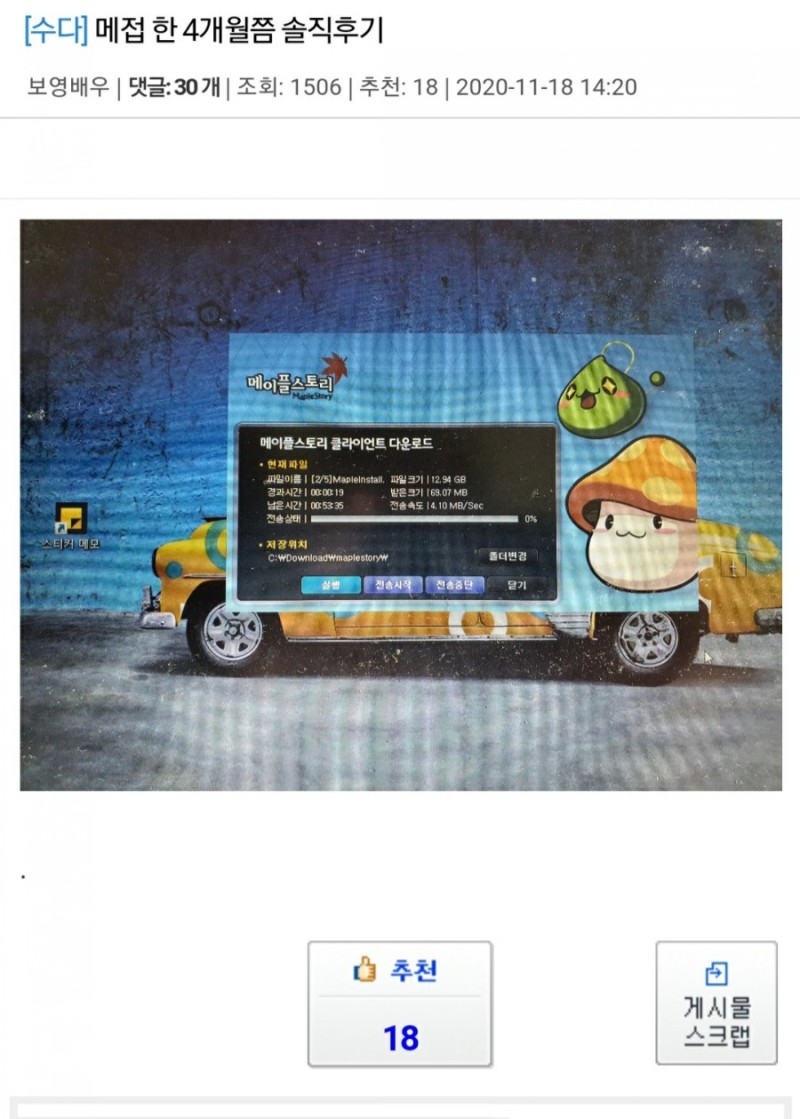 [수다] 메접 한 4개월쯤 솔직후기
보영배우 | 댓글: 30 개 | 조회: 1506 | 추천: 18 | 2020-11-18 14:20
메이플스토리
MapleStory
메이플스토리 클라이언트 다운로드
• 현재파일
파일이름 | [2/5]MapleInstall. 파일크기 | 12.94 GB
경과시간 | 00:00:19 받은크기 | 69.07 MB
남은시간 | 00:53:35 전송속도 | 4.10 MB/Sec
전송상태 | 0%
• 저장위치
C:₩Download₩maplestory₩ 폴더변경
실행 전송시작 전송중단 닫기
스티커 메모
.
추천
18
게시물
스크랩